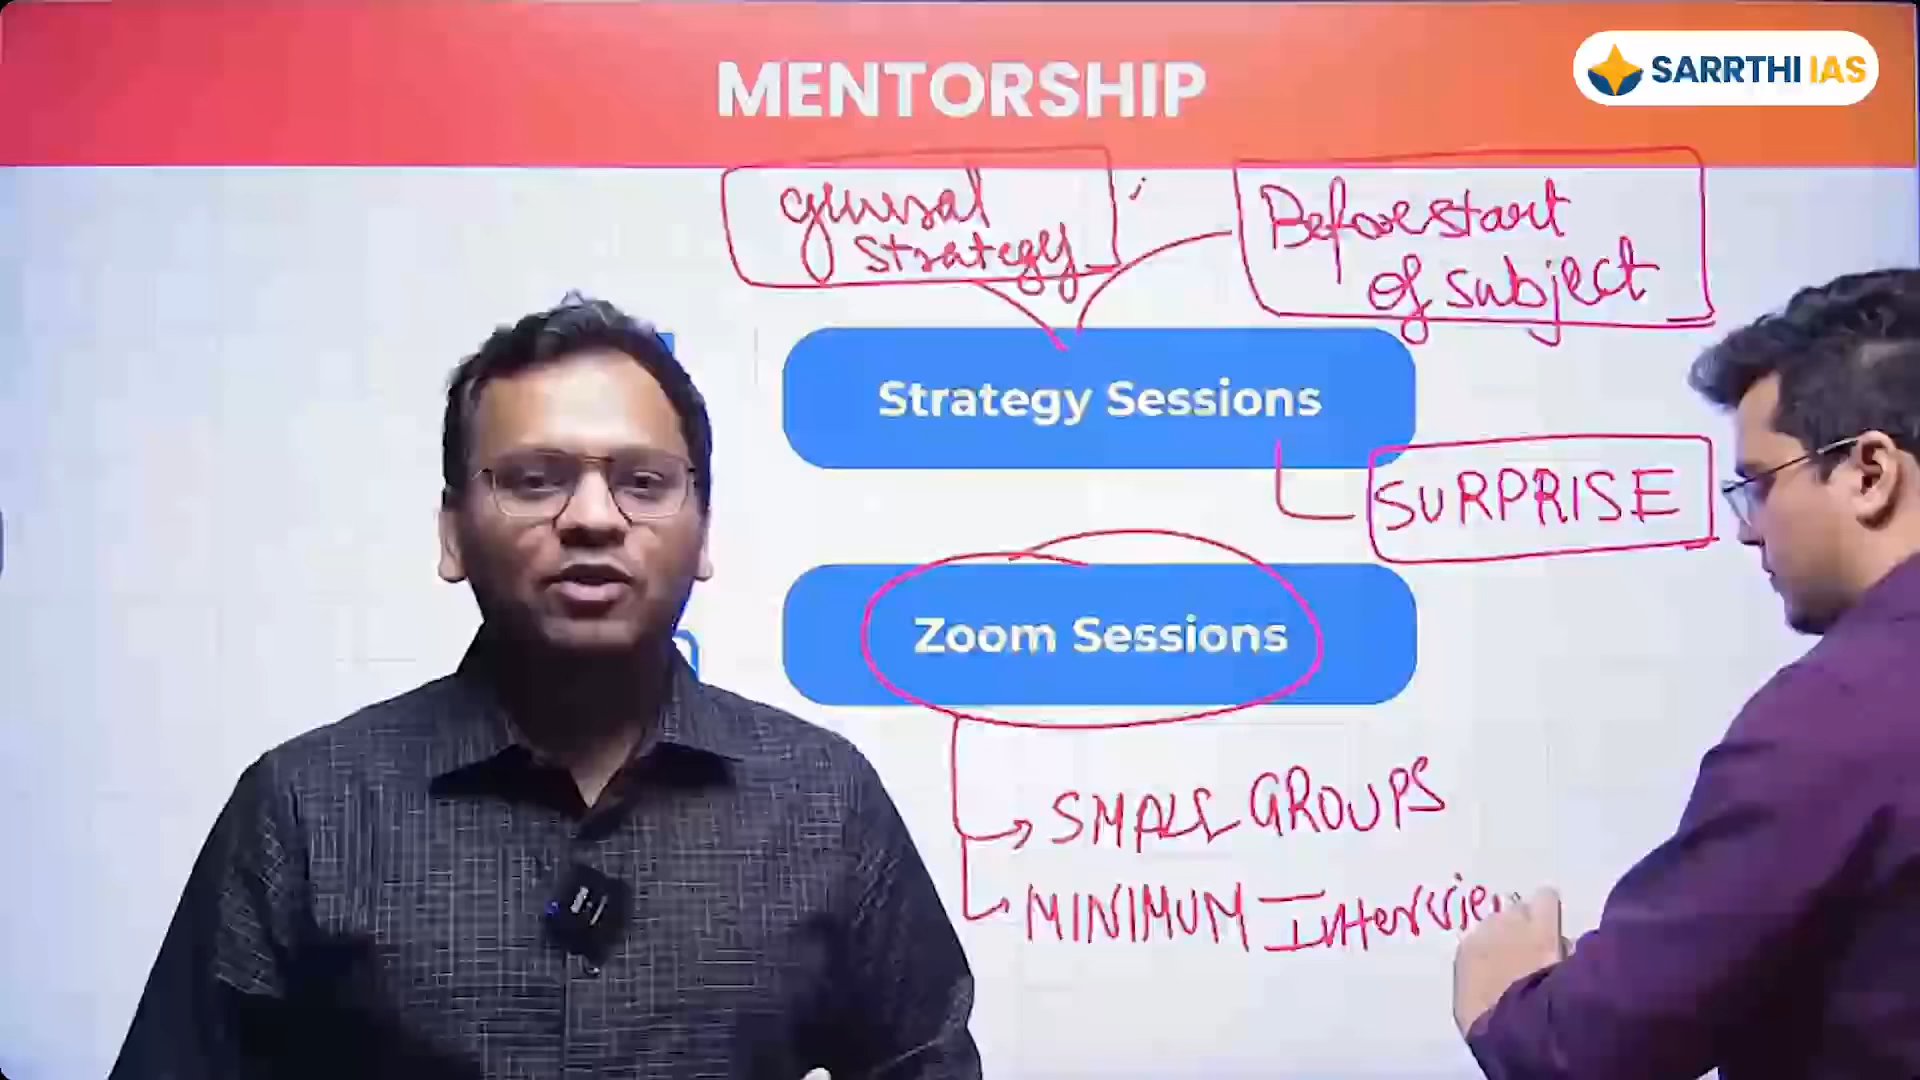 MENTORSHIP
SARRTHI IAS
general
strategy
Before start
of subject
Strategy Sessions
SURPRISE
Zoom Sessions
SMALL GROUPS
MINIMUM